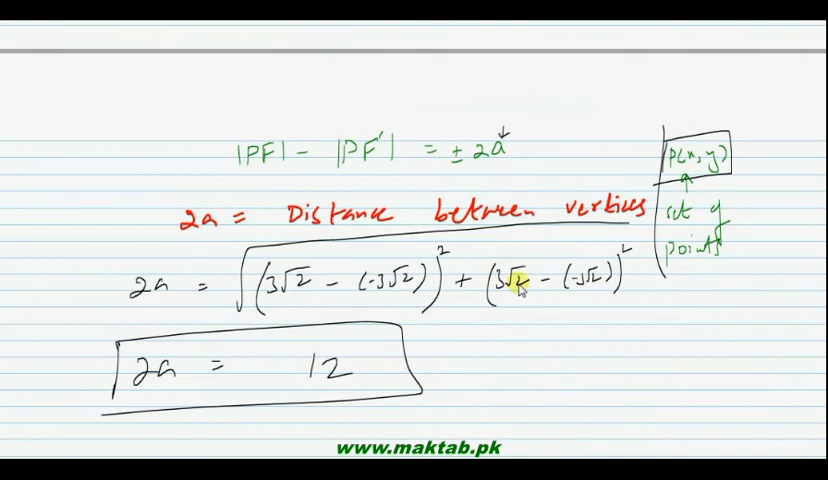 |PF| - |PF'| = ± 2a
P(x, y)
set of
points
2a = Distance between vertices
2a = √((3√2 - (-3√2))² + (3√2 - (-3√2))²)
2a = 12
www.maktab.pk